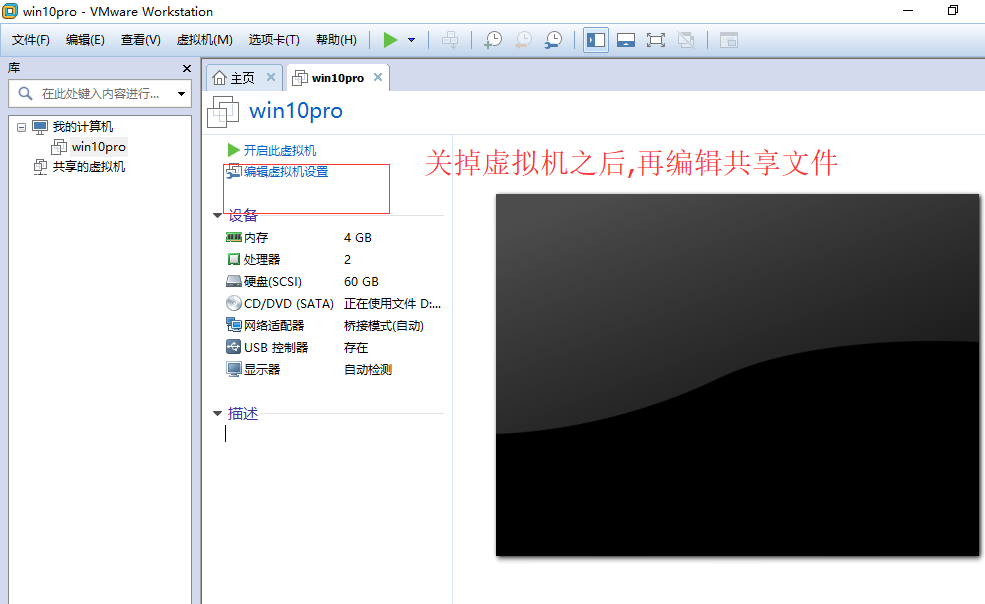 win10pro - VMware Workstation
文件(F) 编辑(E) 查看(V) 虚拟机(M) 选项卡(T) 帮助(H)
库
在此处键入内容进行...
我的计算机
win10pro
共享的虚拟机
主页 win10pro
win10pro
开启此虚拟机
编辑虚拟机设置
关掉虚拟机之后,再编辑共享文件
设备
内存 4 GB
处理器 2
硬盘(SCSI) 60 GB
CD/DVD (SATA) 正在使用文件 D:...
网络适配器 桥接模式(自动)
USB 控制器 存在
显示器 自动检测
描述